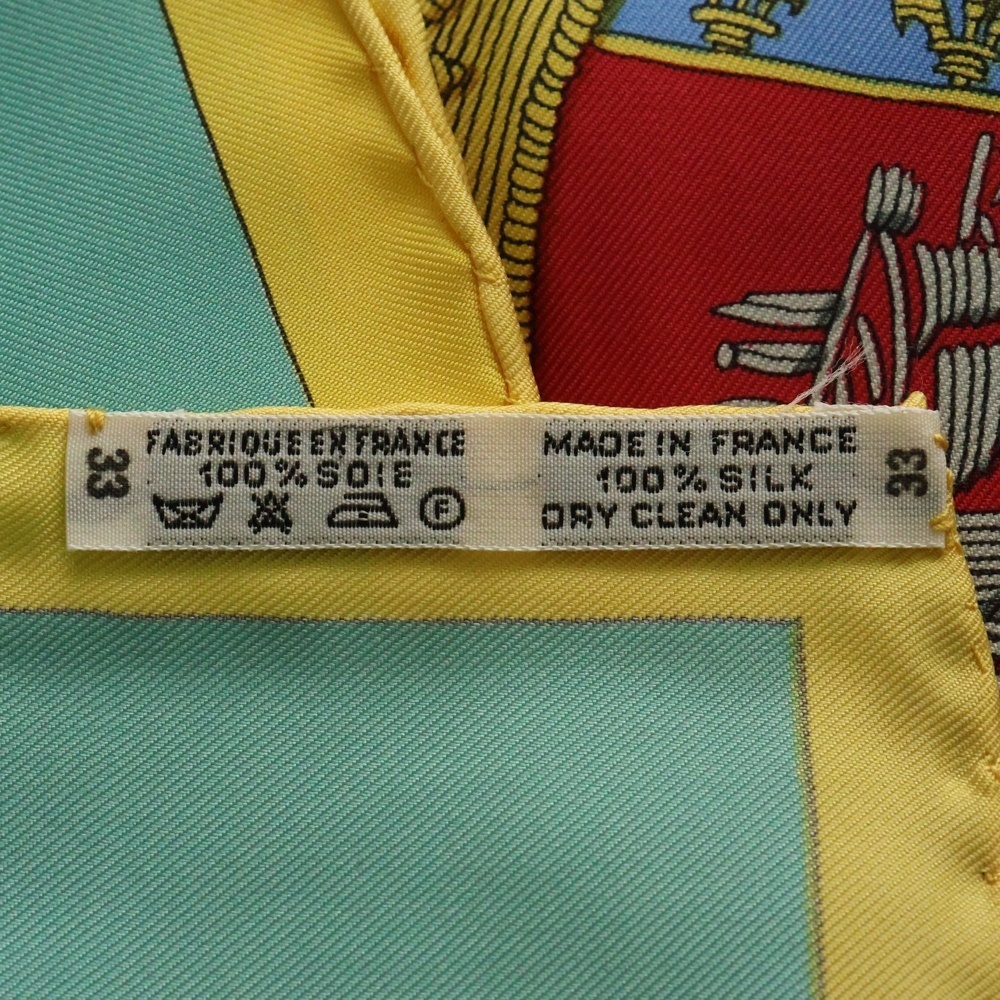 33
FABRIQUE EN FRANCE
100% SOIE
F
MADE IN FRANCE
100% SILK
DRY CLEAN ONLY
33